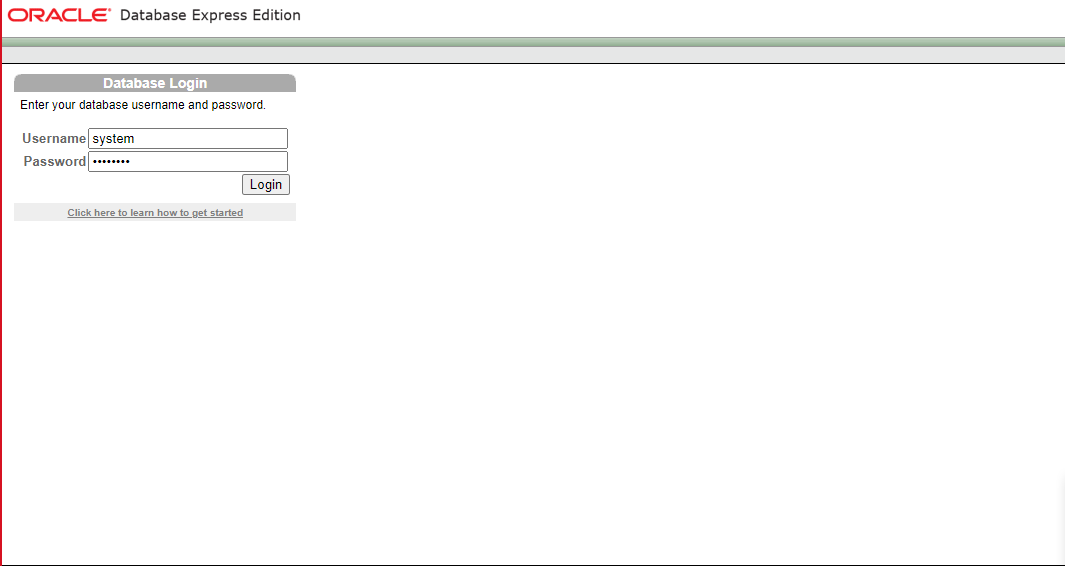 ORACLE® Database Express Edition
Database Login
Enter your database username and password.
Username system
Password ••••••••
Login
Click here to learn how to get started